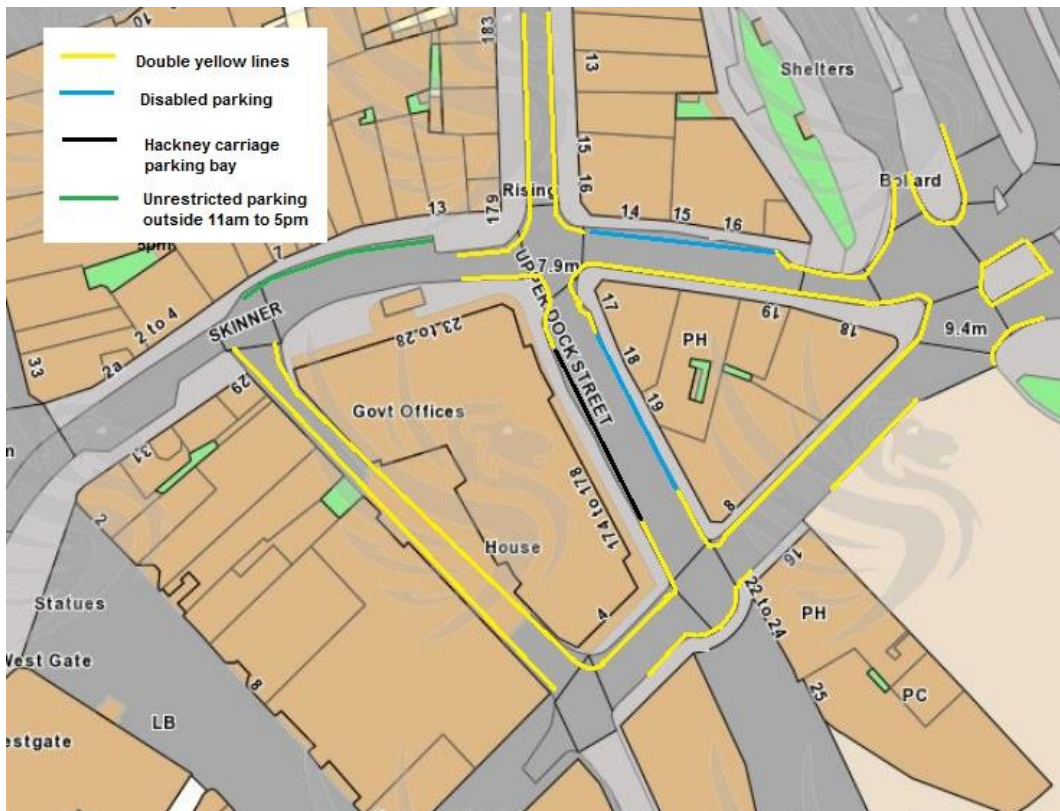 Double yellow lines
Disabled parking
Hackney carriage
parking bay
Unrestricted parking
outside 11am to 5pm
5pm
10
183
13
Shelters
15
16
Rising
179
Bollard
13
14
15
16
7
7.9m
UPPER DOCK STREET
SKINNER
2 to 4
2a
33
17
18
19
PH
19
18
9.4m
23 to 28
29
31
Govt Offices
174 to 178
House
8
4
16
22 to 24
PH
25
PC
2
Statues
West Gate
8
LB
estgate
m